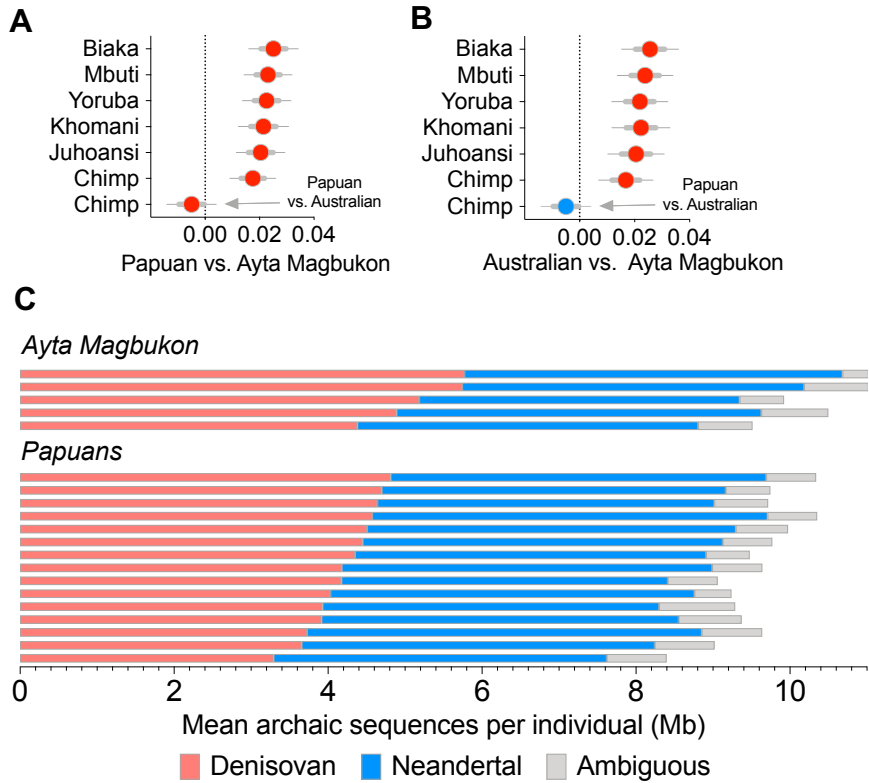 A
Biaka
Mbuti
Yoruba
Khomani
Juhoansi
Chimp
Chimp
Papuan
vs. Australian
0.00 0.02 0.04
Papuan vs. Ayta Magbukon
B
Biaka
Mbuti
Yoruba
Khomani
Juhoansi
Chimp
Chimp
Papuan
vs. Australian
0.00 0.02 0.04
Australian vs. Ayta Magbukon
C
Ayta Magbukon
Papuans
0 2 4 6 8 10
Mean archaic sequences per individual (Mb)
Denisovan Neandertal Ambiguous